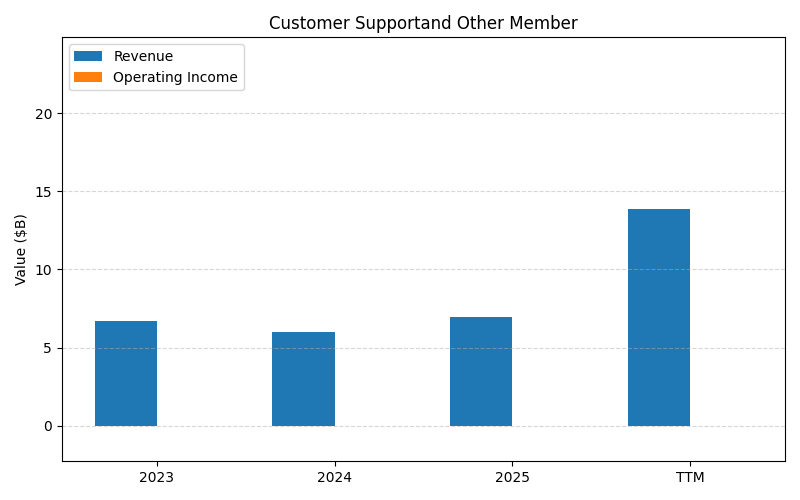 Customer Supportand Other Member
Revenue
Operating Income
Value ($B)
20
15
10
5
0
2023
2024
2025
TTM